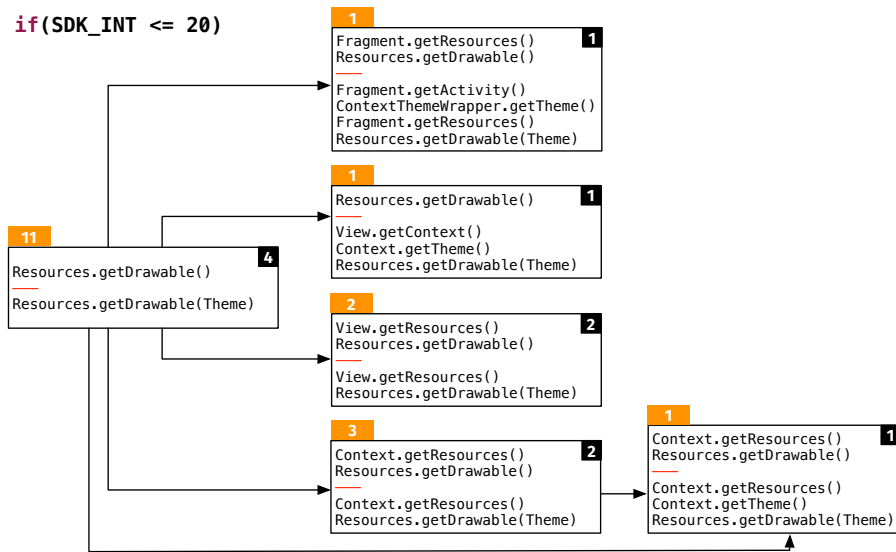 if(SDK_INT <= 20)
1
1
Fragment.getResources()
Resources.getDrawable()
Fragment.getActivity()
ContextThemeWrapper.getTheme()
Fragment.getResources()
Resources.getDrawable(Theme)
1
1
Resources.getDrawable()
View.getContext()
Context.getTheme()
Resources.getDrawable(Theme)
11
4
Resources.getDrawable()
Resources.getDrawable(Theme)
2
2
View.getResources()
Resources.getDrawable()
View.getResources()
Resources.getDrawable(Theme)
3
2
Context.getResources()
Resources.getDrawable()
Context.getResources()
Resources.getDrawable(Theme)
1
1
Context.getResources()
Resources.getDrawable()
Context.getResources()
Context.getTheme()
Resources.getDrawable(Theme)